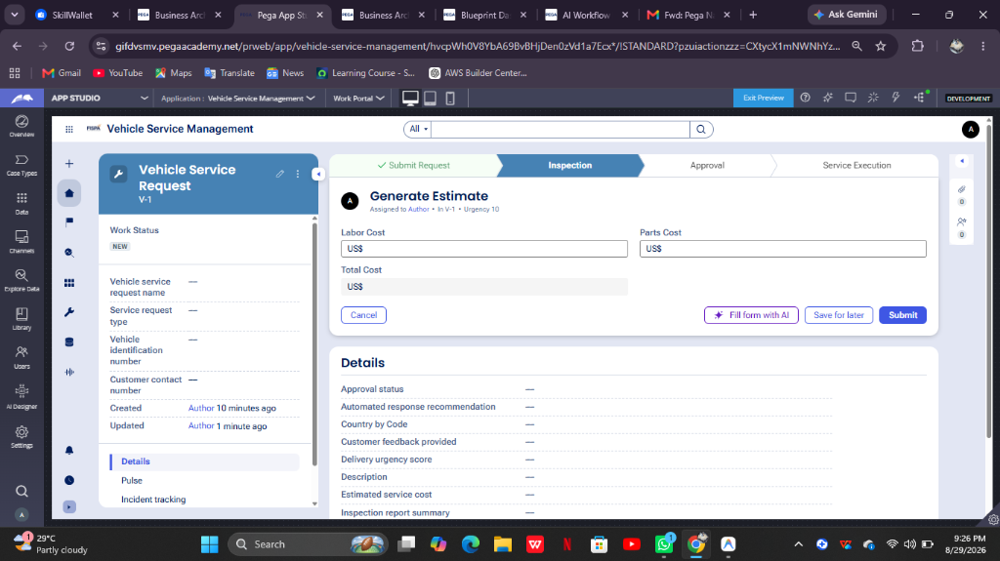 SkillWallet
Business Arc
Pega App St
Business Arc
Blueprint Da
AI Workflow
Fwd: Pega N
Ask Gemini
gifdvsmv.pegaacademy.net/prweb/app/vehicle-service-management/hvcpWh0V8YbA69BvBHjDen0zVd1a7Ecx*/!STANDARD?pzuiactionzzz=CXtycX1mNWNhYz...
Gmail
YouTube
Maps
Translate
News
Learning Course - S...
AWS Builder Center...
APP STUDIO
Application : Vehicle Service Management
Work Portal
Exit Preview
DEVELOPMENT
Overview
Case Types
Data
Channels
Explore Data
Library
Users
AI Designer
Settings
A
PEGA Vehicle Service Management
All
A
Vehicle Service
Request
V-1
Work Status
NEW
Vehicle service
request name
—
Service request
type
—
Vehicle
identification
number
—
Customer contact
number
—
Created Author 10 minutes ago
Updated Author 1 minute ago
Details
Pulse
Incident tracking
Submit Request
Inspection
Approval
Service Execution
A
Generate Estimate
Assigned to Author • In V-1 • Urgency 10
Labor Cost
US$
Parts Cost
US$
Total Cost
US$
Cancel
Fill form with AI
Save for later
Submit
Details
Approval status —
Automated response recommendation —
Country by Code —
Customer feedback provided —
Delivery urgency score —
Description —
Estimated service cost —
Inspection report summary —
0
0
1
29°C
Partly cloudy
Search
1
9:26 PM
8/29/2026